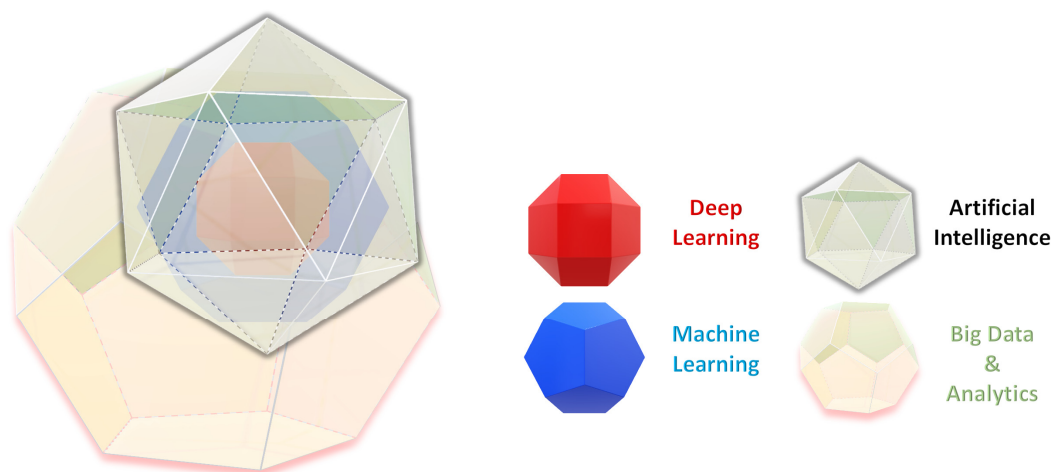 Deep
Learning
Artificial
Intelligence
Machine
Learning
Big Data
&
Analytics